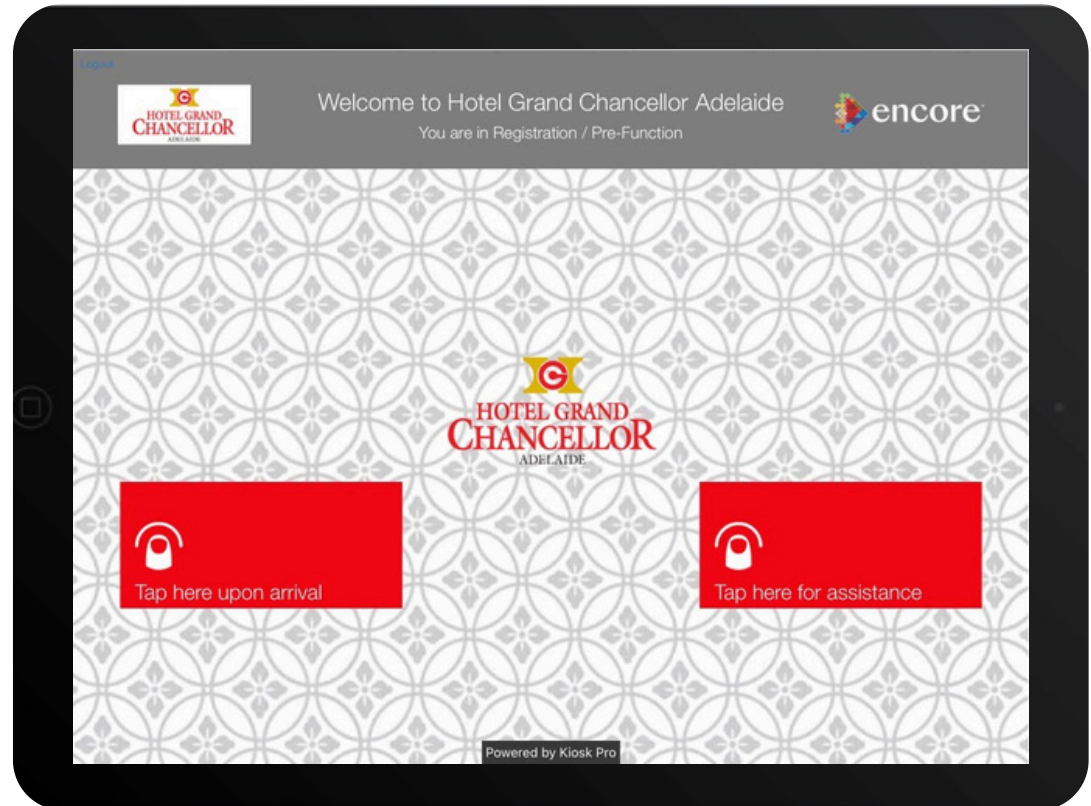 Logout
HOTEL GRAND
CHANCELLOR
ADELAIDE
Welcome to Hotel Grand Chancellor Adelaide
You are in Registration / Pre-Function
encore
HOTEL GRAND
CHANCELLOR
ADELAIDE
Tap here upon arrival
Tap here for assistance
Powered by Kiosk Pro